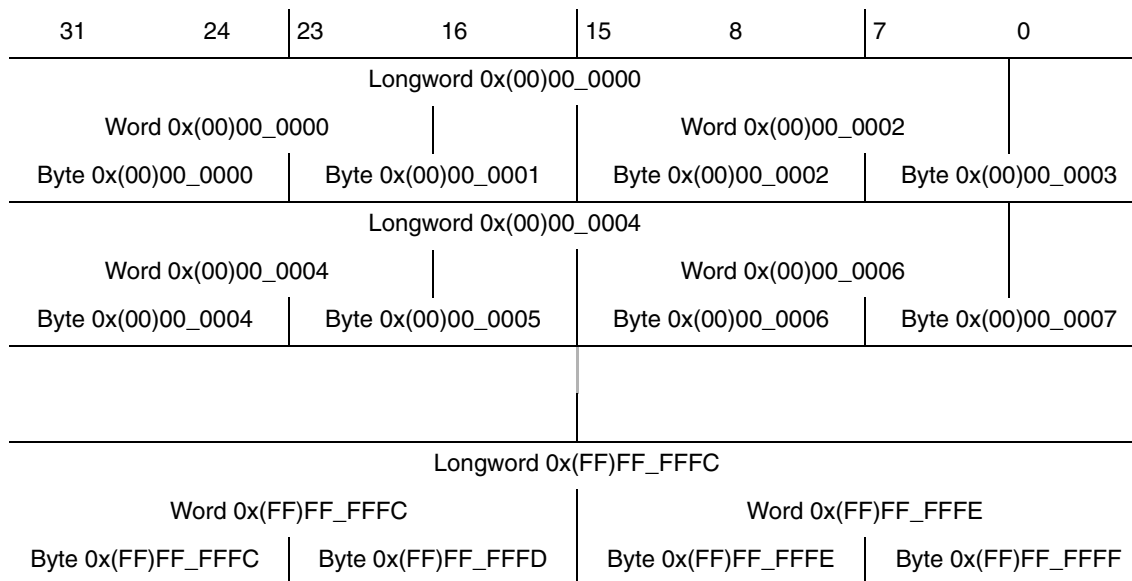 31 24 23 16 15 8 7 0
Longword 0x(00)00_0000
Word 0x(00)00_0000 Word 0x(00)00_0002
Byte 0x(00)00_0000 Byte 0x(00)00_0001 Byte 0x(00)00_0002 Byte 0x(00)00_0003
Longword 0x(00)00_0004
Word 0x(00)00_0004 Word 0x(00)00_0006
Byte 0x(00)00_0004 Byte 0x(00)00_0005 Byte 0x(00)00_0006 Byte 0x(00)00_0007
Longword 0x(FF)FF_FFFC
Word 0x(FF)FF_FFFC Word 0x(FF)FF_FFFE
Byte 0x(FF)FF_FFFC Byte 0x(FF)FF_FFFD Byte 0x(FF)FF_FFFE Byte 0x(FF)FF_FFFF